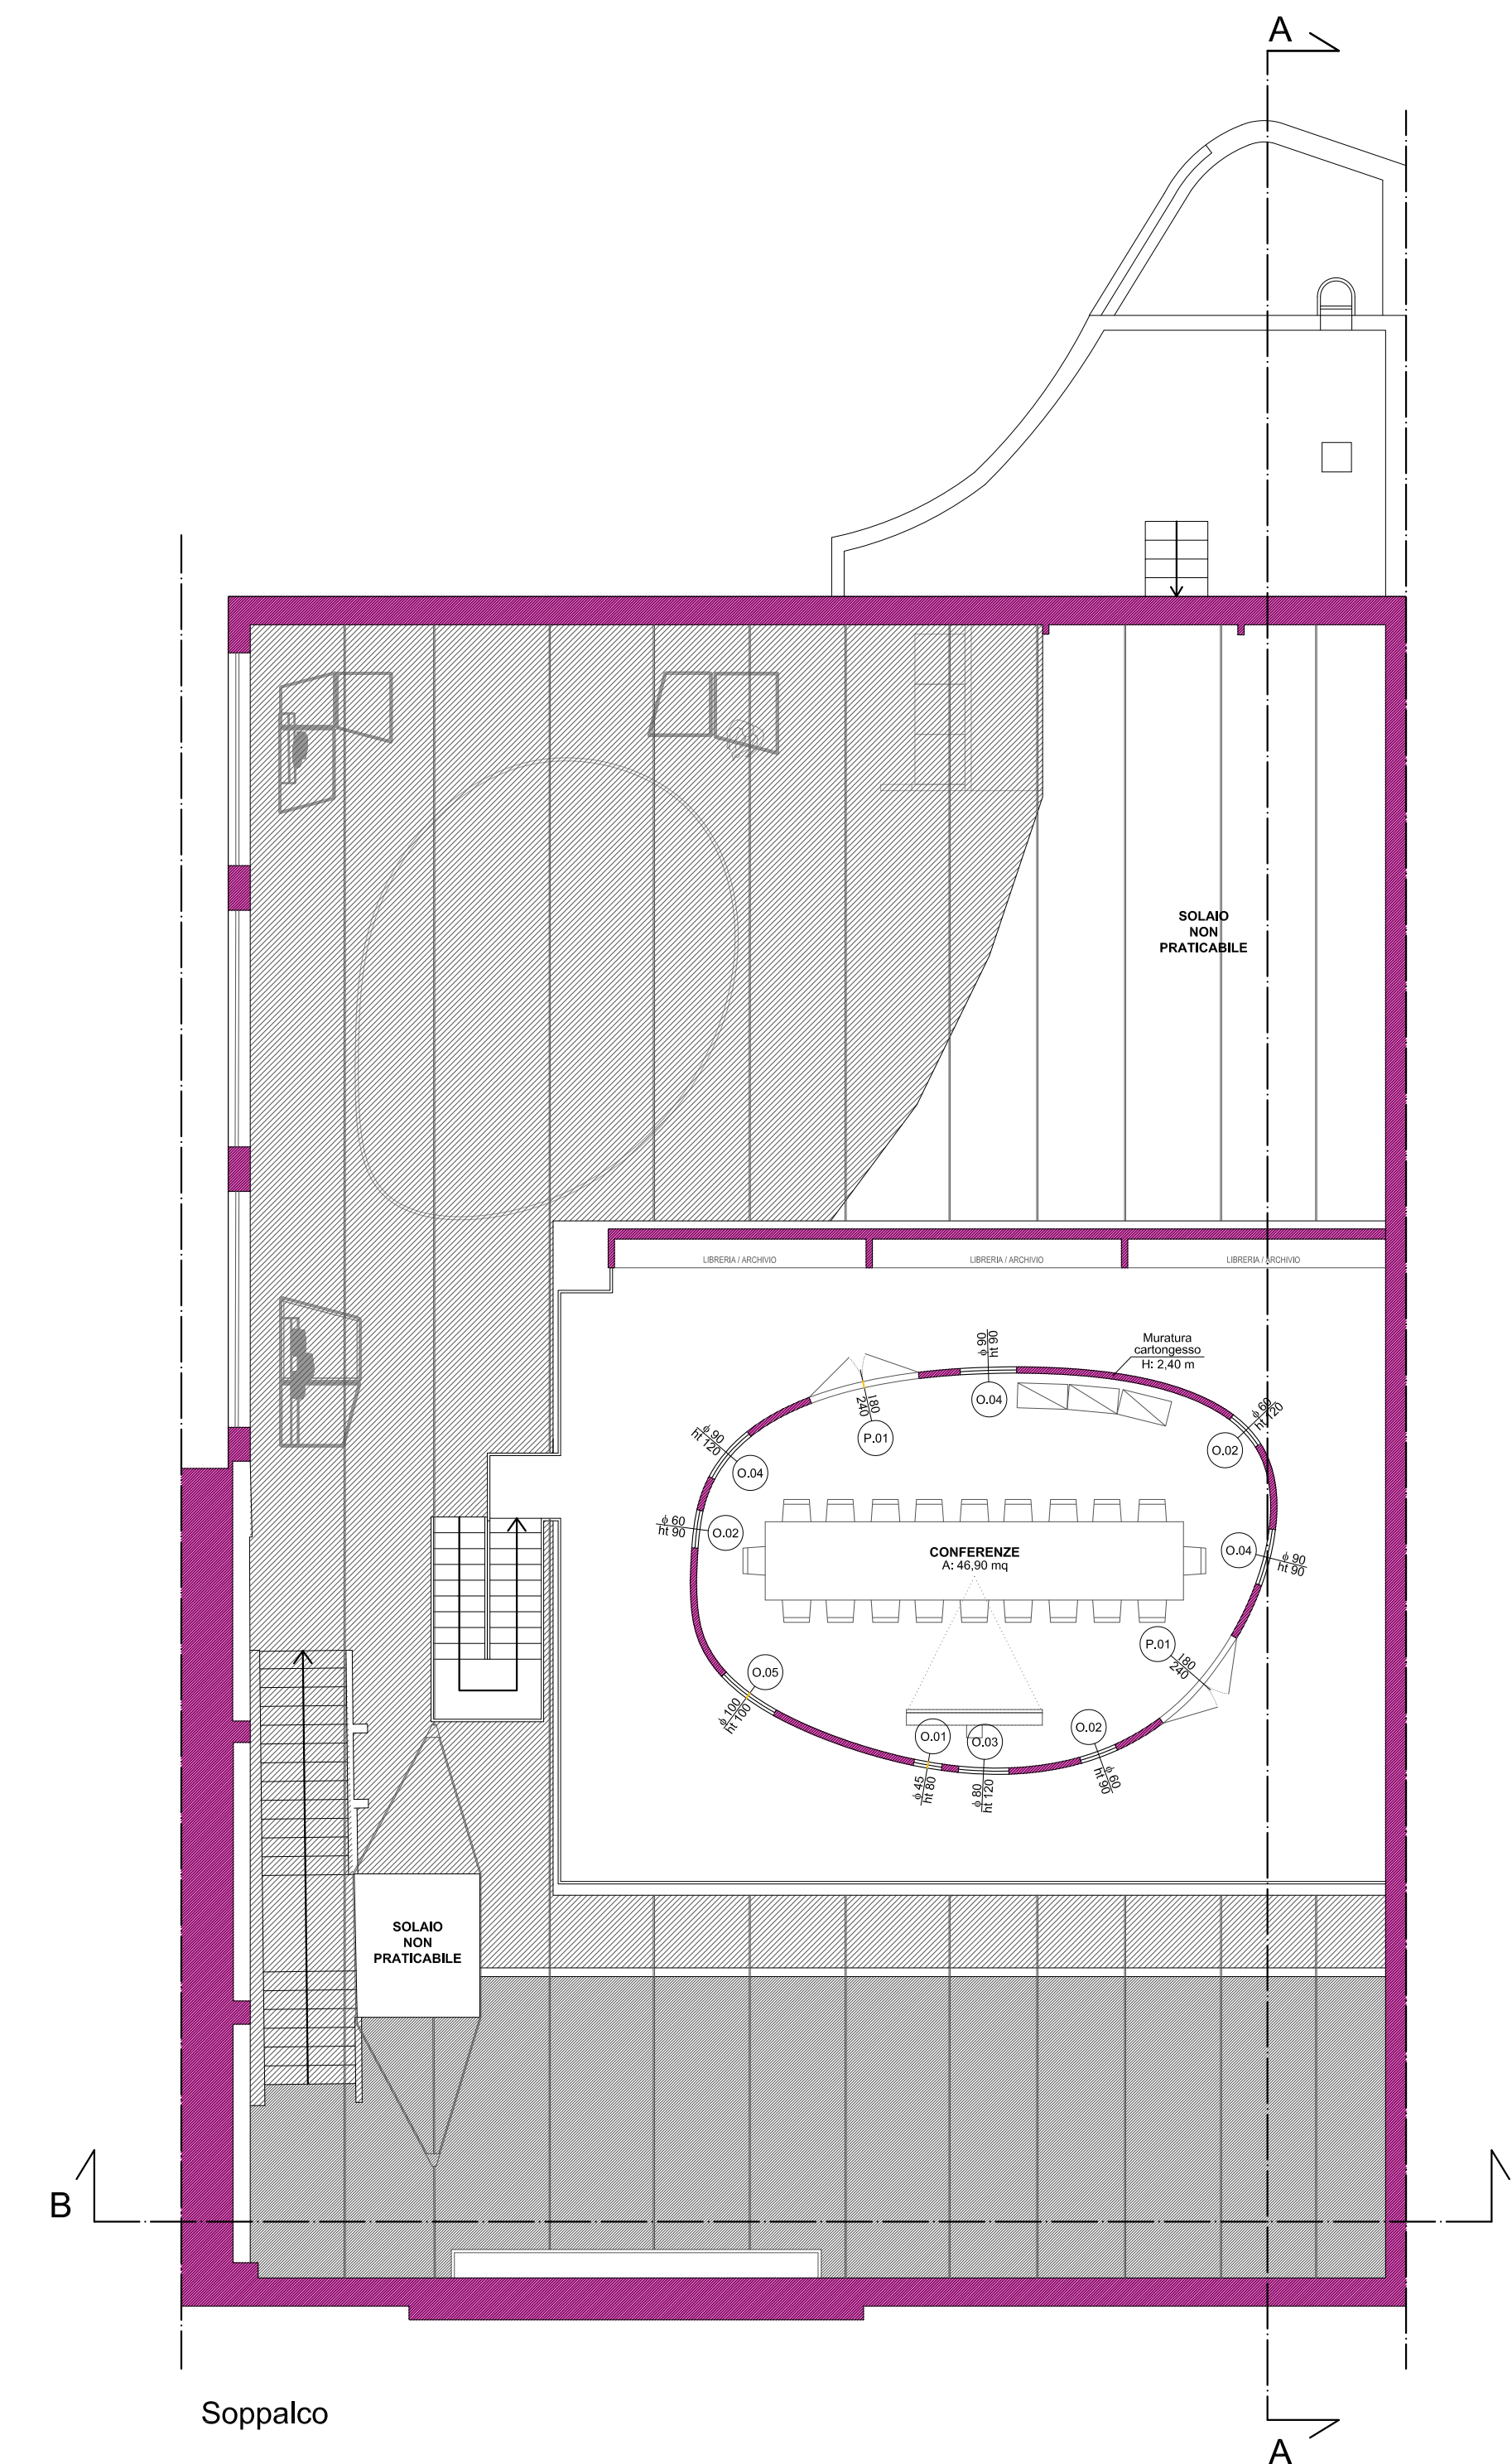 A
SOLAIO
NON
PRATICABILE
LIBRERIA / ARCHIVIO
LIBRERIA / ARCHIVIO
LIBRERIA / ARCHIVIO
Muratura
cartongesso
H: 2,40 m
ϕ 90
ht 90
O.04
180
240
P.01
ϕ 60
ht 120
O.02
ϕ 90
ht 120
O.04
ϕ 60
ht 90
O.02
CONFERENZE
A: 46,90 mq
O.04
ϕ 90
ht 90
P.01
180
240
O.05
ϕ 100
ht 100
O.01
ϕ 45
ht 80
O.03
ϕ 80
ht 120
O.02
ϕ 60
ht 90
SOLAIO
NON
PRATICABILE
B
Soppalco
A